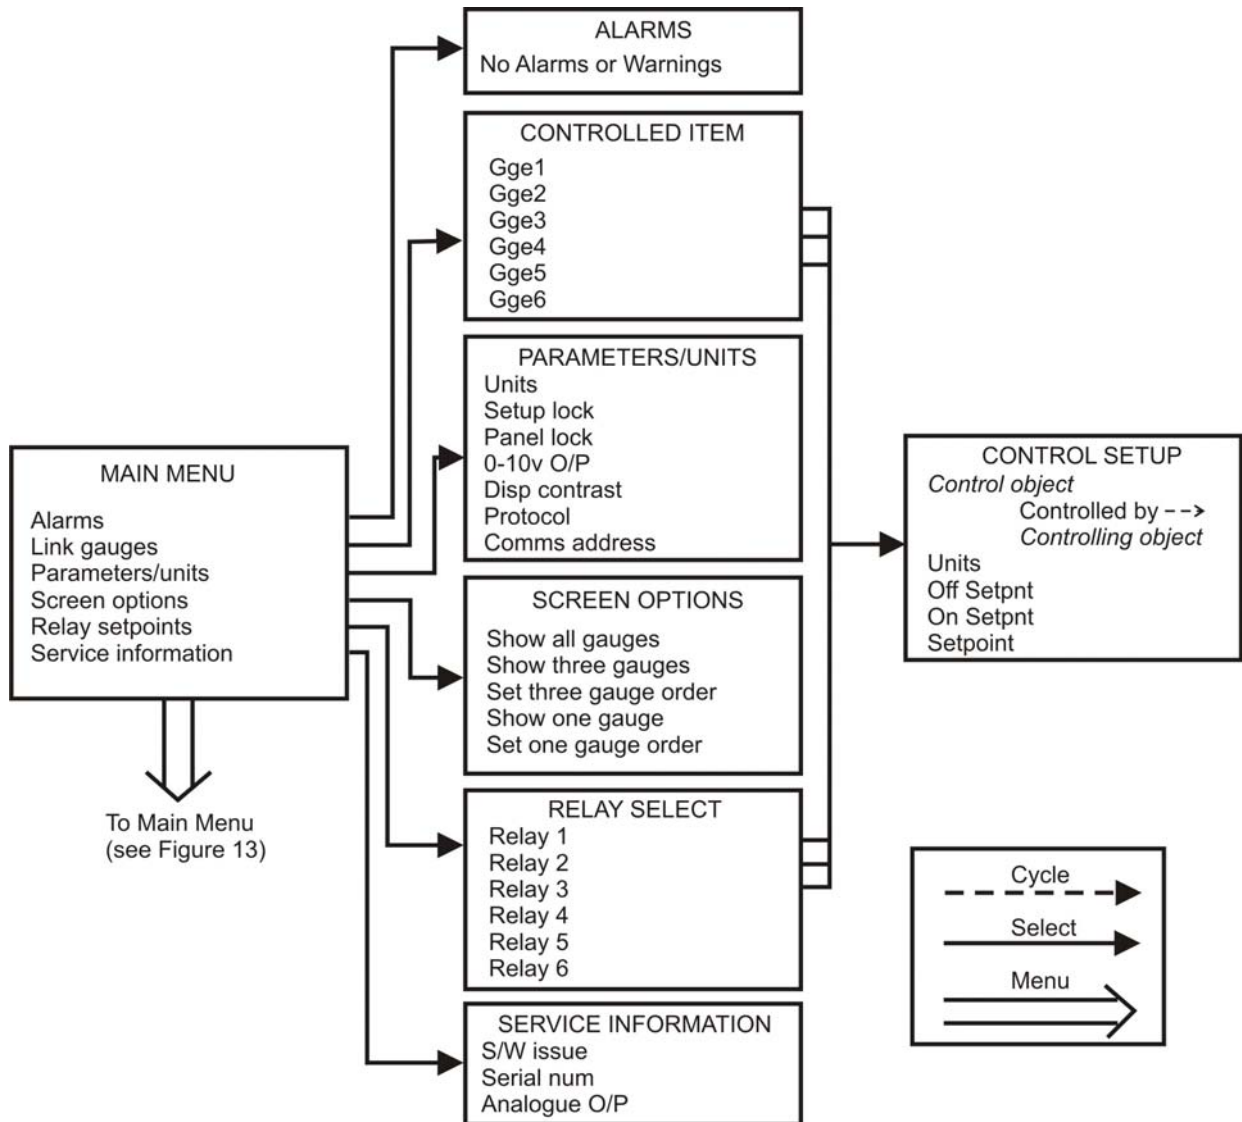 ALARMS
No Alarms or Warnings
CONTROLLED ITEM
Gge1
Gge2
Gge3
Gge4
Gge5
Gge6
PARAMETERS/UNITS
Units
Setup lock
Panel lock
0-10v O/P
Disp contrast
Protocol
Comms address
MAIN MENU
Alarms
Link gauges
Parameters/units
Screen options
Relay setpoints
Service information
To Main Menu
(see Figure 13)
SCREEN OPTIONS
Show all gauges
Show three gauges
Set three gauge order
Show one gauge
Set one gauge order
RELAY SELECT
Relay 1
Relay 2
Relay 3
Relay 4
Relay 5
Relay 6
SERVICE INFORMATION
S/W issue
Serial num
Analogue O/P
CONTROL SETUP
Control object
Controlled by
Controlling object
Units
Off Setpnt
On Setpnt
Setpoint
Cycle
Select
Menu